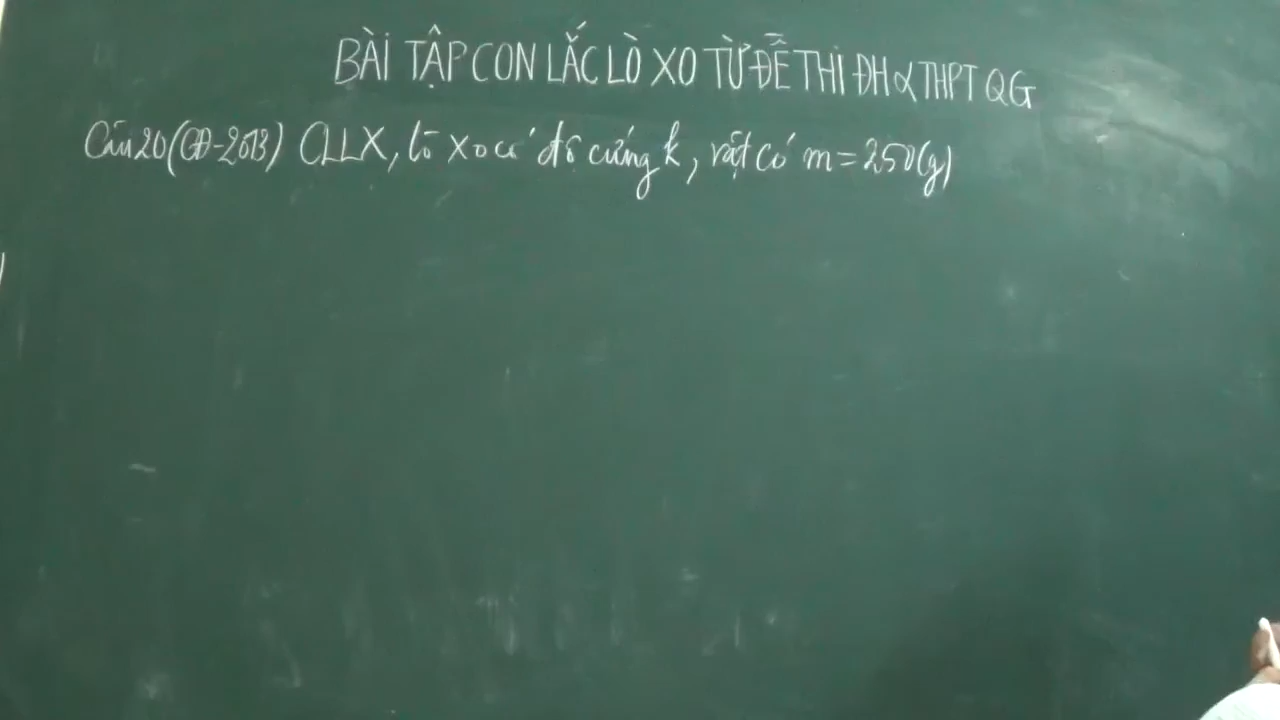 BÀI TẬP CON LẮC LÒ XO TỪ ĐỀ THI ĐH & THPT QG
Câu 20 (CĐ-2013) CLLX, lò xo có độ cứng k, vật có m = 250(g)